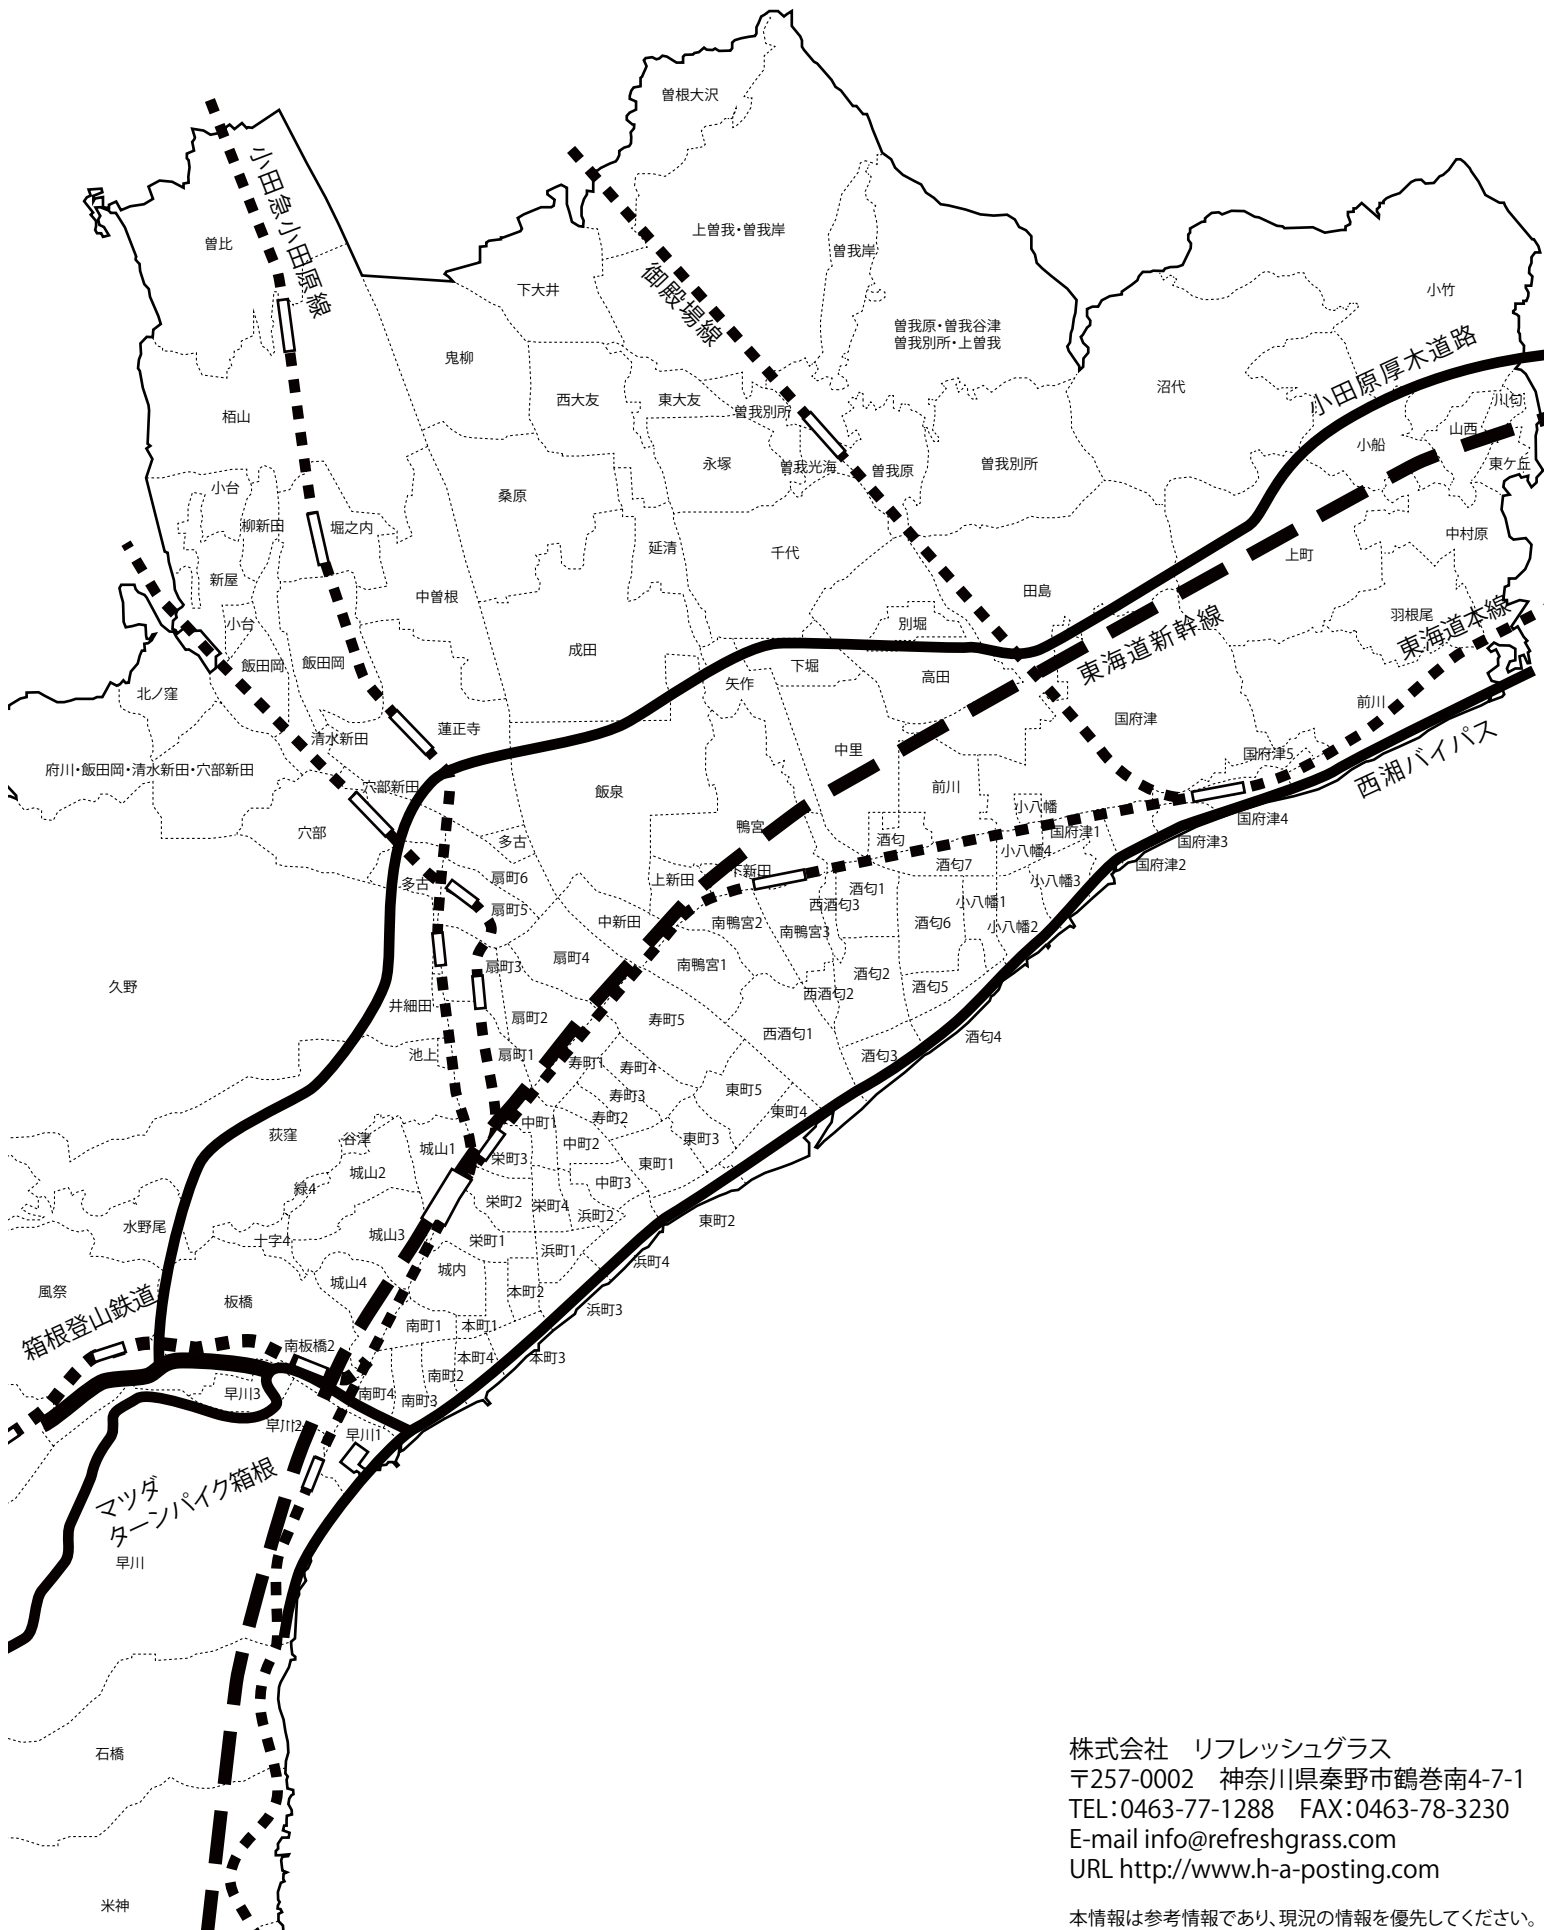 曽根大沢
小田急小田原線
曽比
上曽我・曽我岸
曽我岸
御殿場線
下大井
小竹
曽我原・曽我谷津
曽我別所・上曽我
鬼柳
小田原厚木道路
沼代
西大友
東大友
曽我別所
川匂
栢山
山西
小船
永塚
曽我光海
曽我原
曽我別所
東ケ丘
小台
桑原
柳新田
堀之内
延清
千代
上町
中村原
新屋
中曽根
田島
小台
別堀
羽根尾
東海道本線
飯田岡
飯田岡
成田
下堀
高田
東海道新幹線
北ノ窪
矢作
前川
国府津
清水新田
蓮正寺
中里
国府津5
西湘バイパス
府川・飯田岡・清水新田・穴部新田
穴部新田
飯泉
前川
小八幡
国府津4
穴部
鴨宮
酒匂
国府津1
国府津3
多古
小八幡4
国府津2
上新田
下新田
酒匂7
多古
扇町6
酒匂1
小八幡3
扇町5
西酒匂3
小八幡1
中新田
南鴨宮2
南鴨宮3
酒匂6
小八幡2
扇町3
扇町4
南鴨宮1
酒匂2
久野
西酒匂2
酒匂5
井細田
扇町2
寿町5
西酒匂1
酒匂4
池上
扇町1
寿町1
寿町4
酒匂3
寿町3
東町5
寿町2
東町4
中町1
荻窪
谷津
城山1
中町2
東町3
栄町3
東町1
城山2
緑4
中町3
栄町2
栄町4
浜町2
東町2
水野尾
十字4
城山3
栄町1
浜町1
浜町4
城内
風祭
城山4
本町2
板橋
浜町3
箱根登山鉄道
南町1
本町1
南板橋2
本町4
本町3
南町2
早川3
南町4
南町3
早川2
早川1
マツダ
ターンパイク箱根
早川
石橋
米神
株式会社　リフレッシュグラス
〒257-0002　神奈川県秦野市鶴巻南4-7-1
TEL：0463-77-1288　FAX：0463-78-3230
E-mail info@refreshgrass.com
URL http://www.h-a-posting.com
本情報は参考情報であり、現況の情報を優先してください。